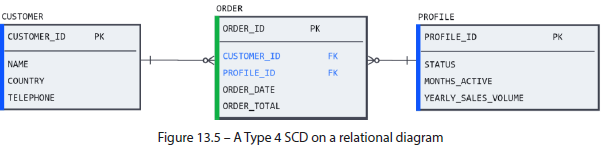 CUSTOMER
CUSTOMER_ID PK
NAME
COUNTRY
TELEPHONE
ORDER
ORDER_ID PK
CUSTOMER_ID FK
PROFILE_ID FK
ORDER_DATE
ORDER_TOTAL
PROFILE
PROFILE_ID PK
STATUS
MONTHS_ACTIVE
YEARLY_SALES_VOLUME
Figure 13.5 – A Type 4 SCD on a relational diagram